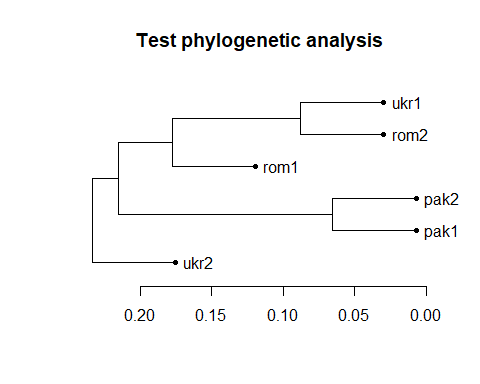 Test phylogenetic analysis
ukr1
rom2
rom1
pak2
pak1
ukr2
0.20 0.15 0.10 0.05 0.00